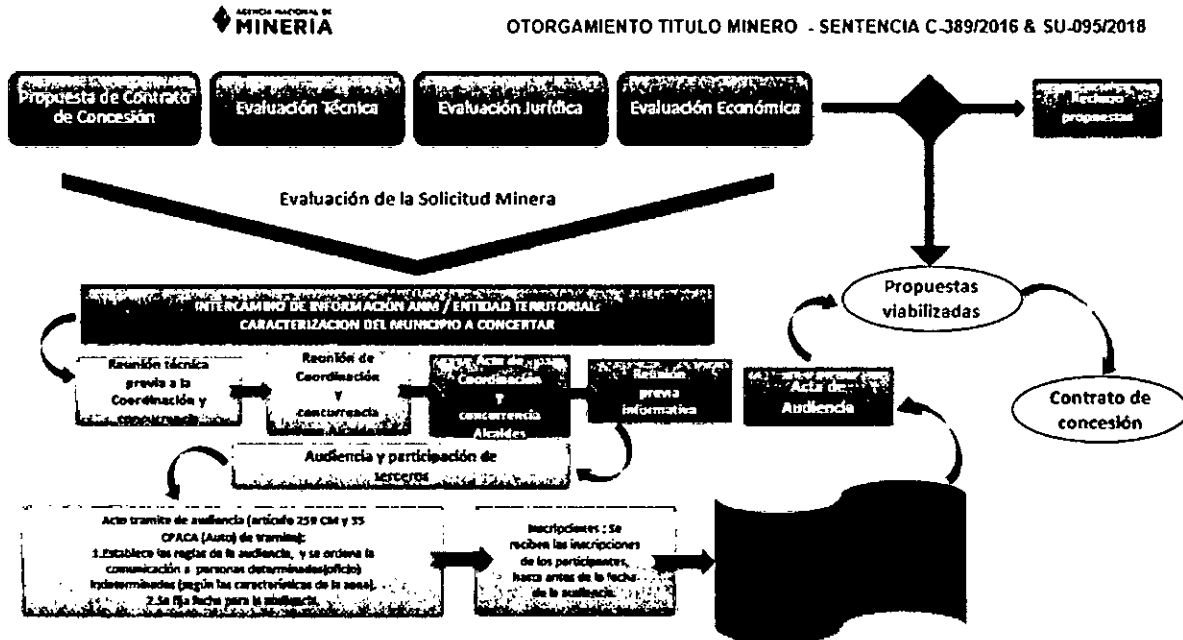 AGENCIA NACIONAL DE
MINERÍA
OTORGAMIENTO TITULO MINERO - SENTENCIA C-389/2016 & SU-095/2018
Propuesta de Contrato
de Concesión
Evaluación Técnica
Evaluación Jurídica
Evaluación Económica
Rechazo
propuestas
Evaluación de la Solicitud Minera
INTERCAMBIO DE INFORMACIÓN ANM / ENTIDAD TERRITORIAL:
CARACTERIZACION DEL MUNICIPIO A CONCERTAR
Reunión técnica
previa a la
Coordinación y
concurrencia
Reunión de
Coordinación
y
concurrencia
Acta de
Coordinación
y
concurrencia
Alcaldes
Reunión
previa
informativa
Acta de
Audiencia
Propuestas
viabilizadas
Contrato de
concesión
Audiencia y participación de
terceros
Acto tramite de audiencia (artículo 259 CM y 35
CPACA (Auto) de tramite):
1.Establece las reglas de la audiencia, y se ordena la
comunicación a personas determinadas(oficio)
Indeterminados (según las características de la zona).
2.Se fija fecha para la audiencia.
Inscripciones : Se
reciben las inscripciones
de los participantes,
hasta antes de la fecha
de la audiencia.